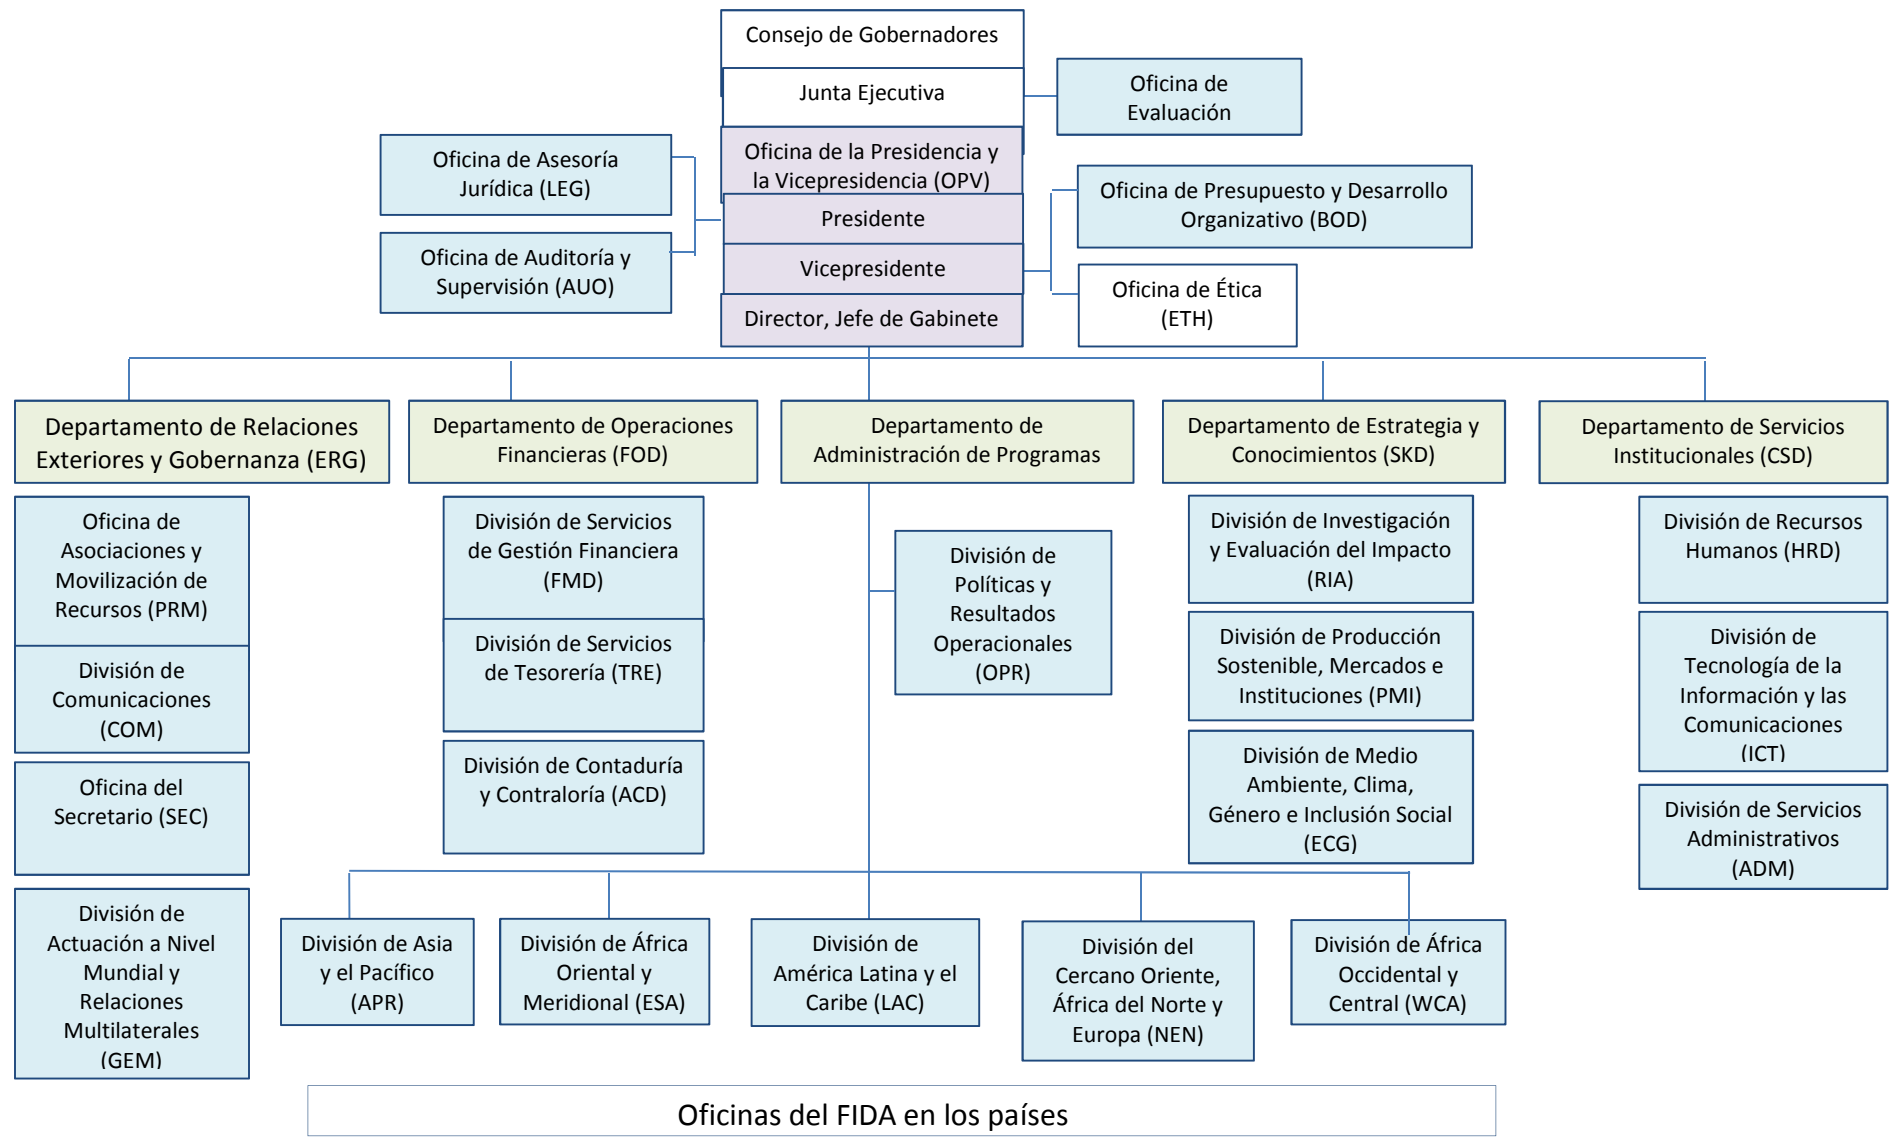 Consejo de Gobernadores
Junta Ejecutiva
Oficina de
Evaluación
Oficina de Asesoría
Jurídica (LEG)
Oficina de la Presidencia y
la Vicepresidencia (OPV)
Oficina de Presupuesto y Desarrollo
Organizativo (BOD)
Presidente
Oficina de Auditoría y
Supervisión (AUO)
Vicepresidente
Oficina de Ética
(ETH)
Director, Jefe de Gabinete
Departamento de Relaciones
Exteriores y Gobernanza (ERG)
Departamento de Operaciones
Financieras (FOD)
Departamento de
Administración de Programas
Departamento de Estrategia y
Conocimientos (SKD)
Departamento de Servicios
Institucionales (CSD)
Oficina de
Asociaciones y
Movilización de
Recursos (PRM)
División de
Comunicaciones
(COM)
Oficina del
Secretario (SEC)
División de
Actuación a Nivel
Mundial y
Relaciones
Multilaterales
(GEM)
División de Servicios
de Gestión Financiera
(FMD)
División de Servicios
de Tesorería (TRE)
División de Contaduría
y Contraloría (ACD)
División de
Políticas y
Resultados
Operacionales
(OPR)
División de Investigación
y Evaluación del Impacto
(RIA)
División de Producción
Sostenible, Mercados e
Instituciones (PMI)
División de Medio
Ambiente, Clima,
Género e Inclusión Social
(ECG)
División de Recursos
Humanos (HRD)
División de
Tecnología de la
Información y las
Comunicaciones
(ICT)
División de Servicios
Administrativos
(ADM)
División de Asia
y el Pacífico
(APR)
División de África
Oriental y
Meridional (ESA)
División de
América Latina y el
Caribe (LAC)
División del
Cercano Oriente,
África del Norte y
Europa (NEN)
División de África
Occidental y
Central (WCA)
Oficinas del FIDA en los países